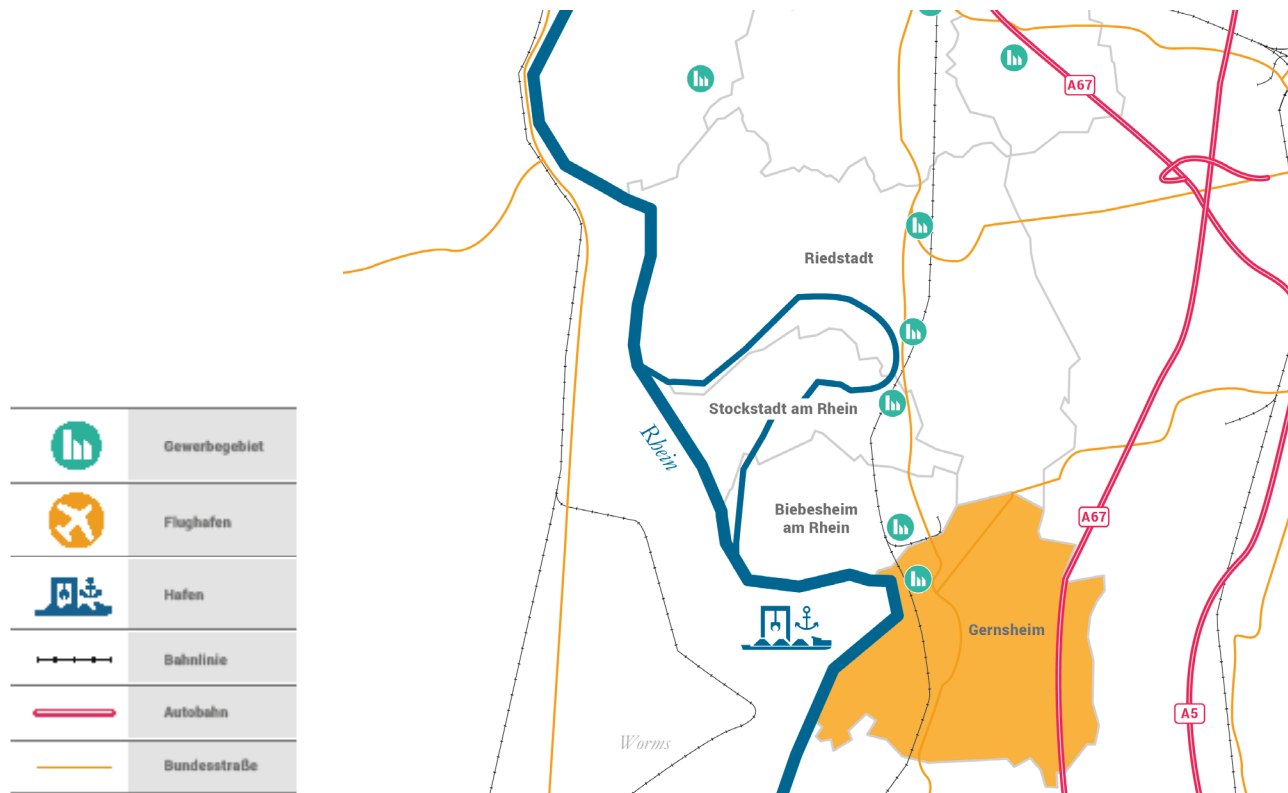 A67
Riedstadt
Stockstadt am Rhein
Rhein
Biebesheim
am Rhein
A67
Gernsheim
A5
Worms
Gewerbegebiet
Flughafen
Hafen
Bahnlinie
Autobahn
Bundesstraße